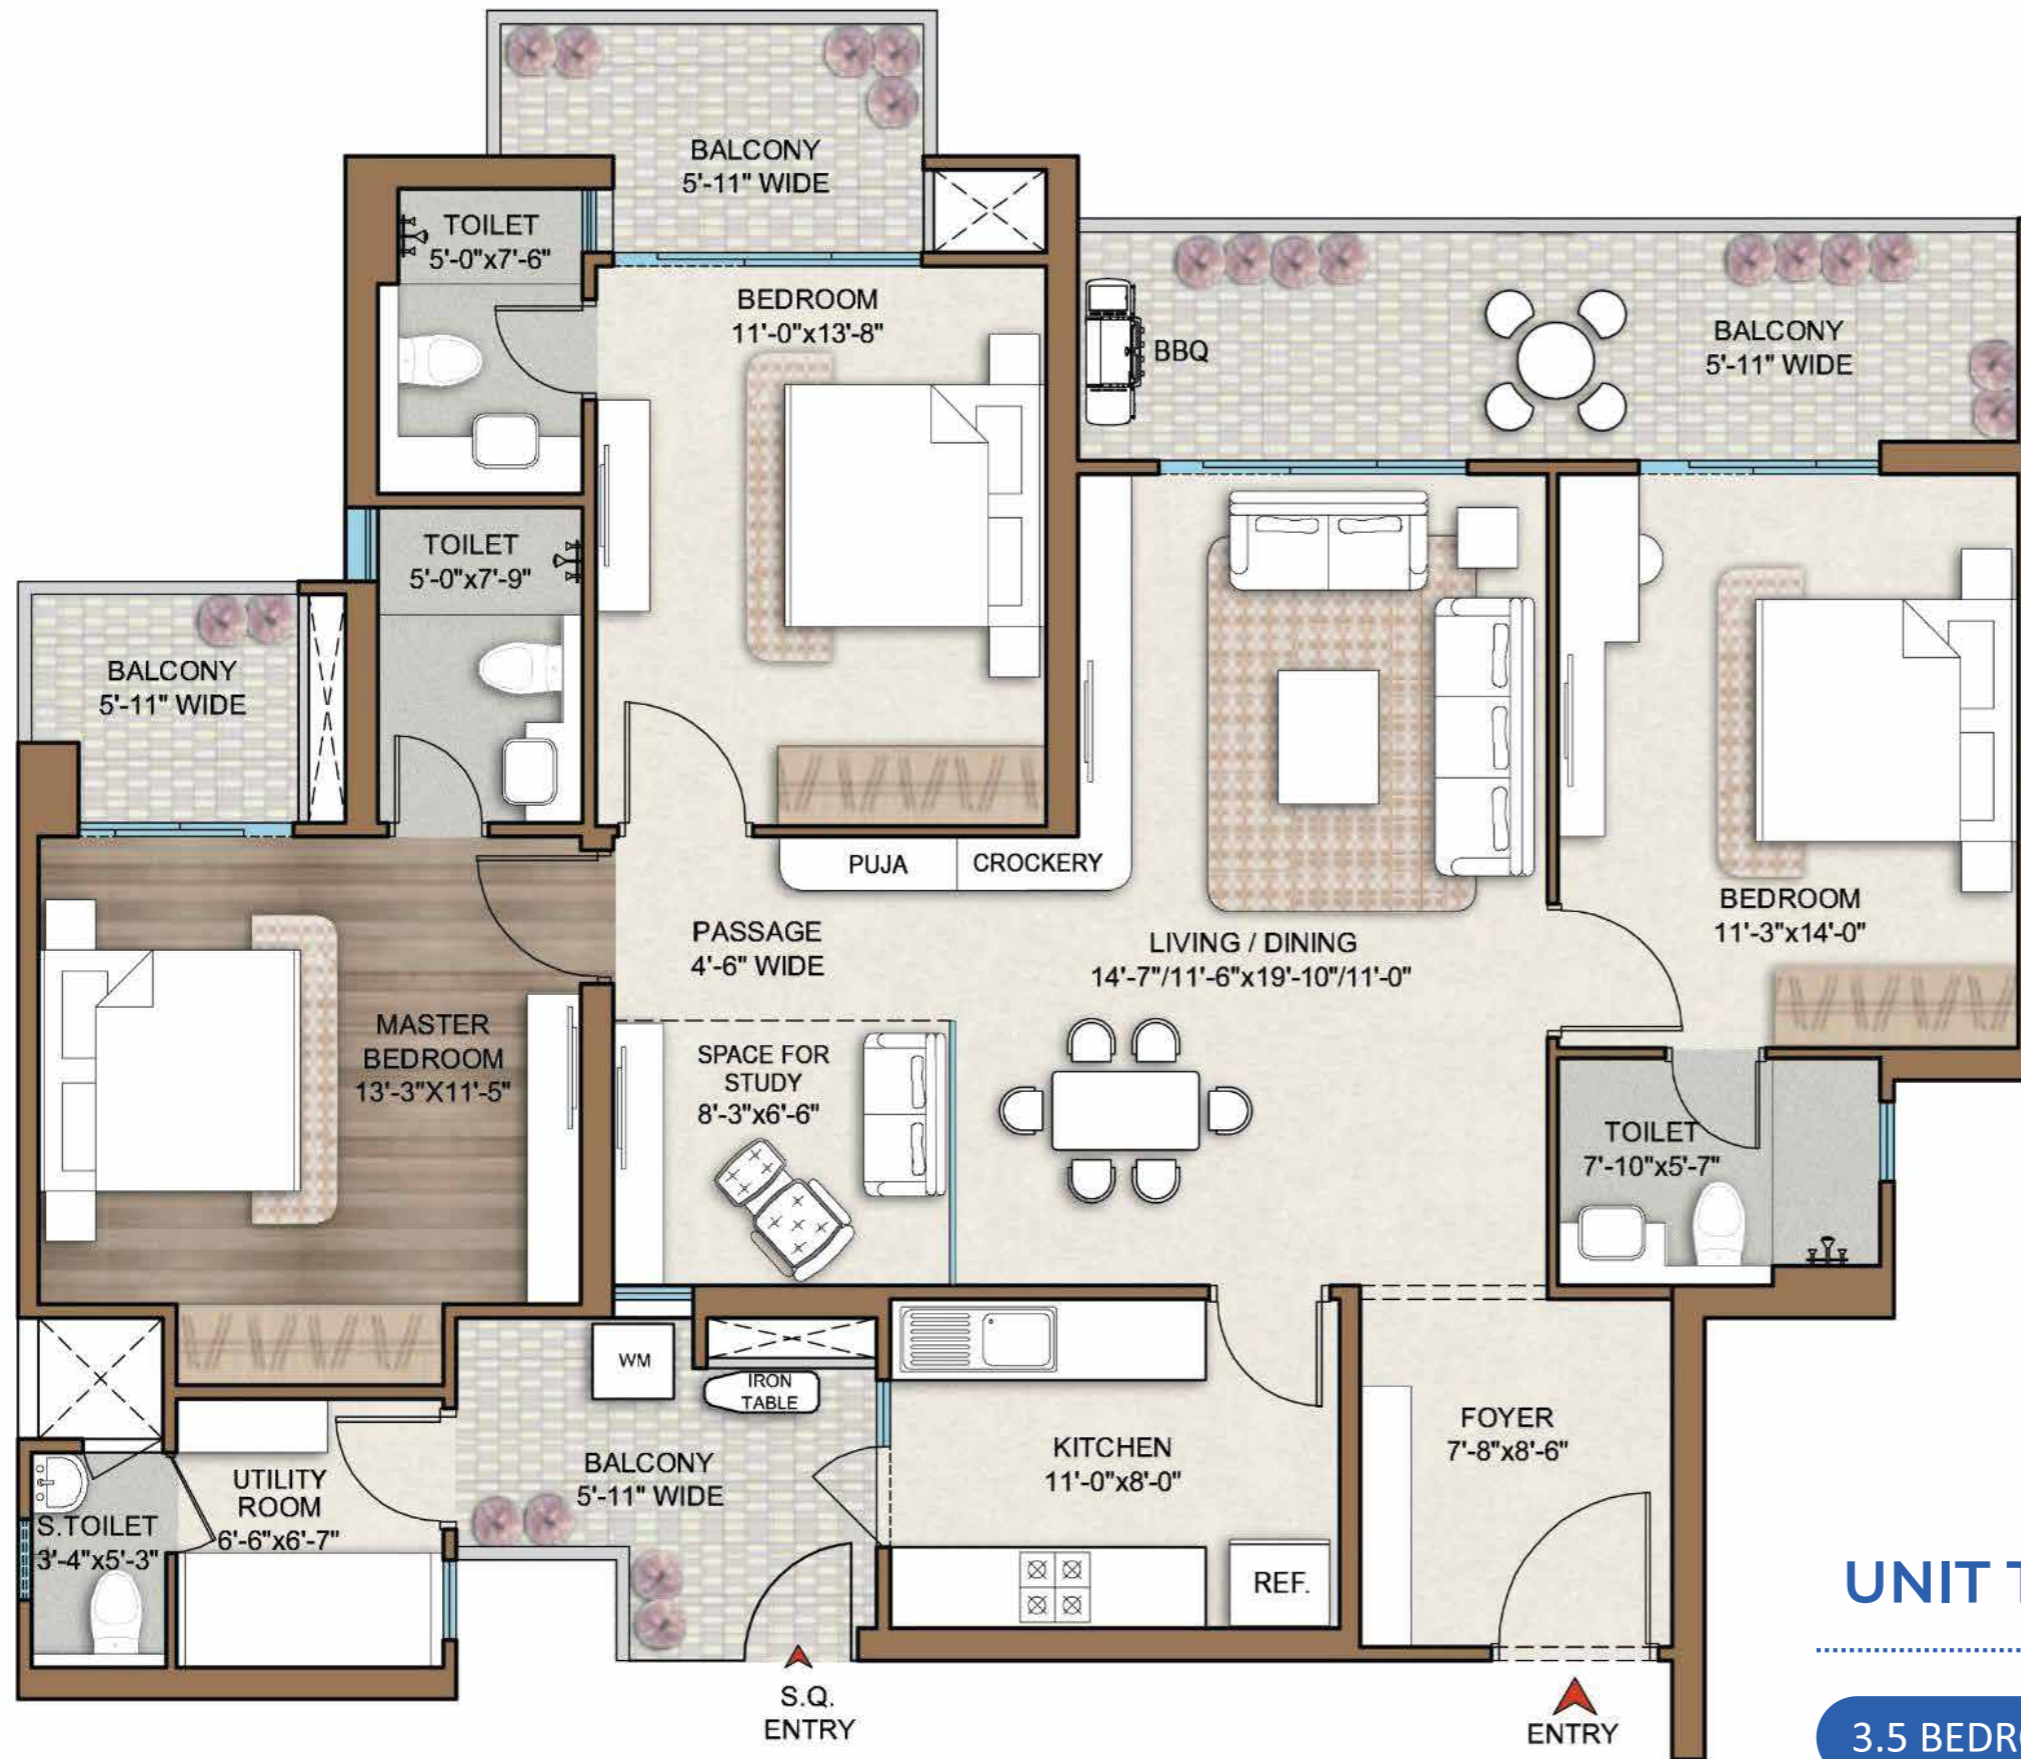 BALCONY
5'-11" WIDE
TOILET
5'-0"x7'-6"
BEDROOM
11'-0"x13'-8"
BBQ
BALCONY
5'-11" WIDE
TOILET
5'-0"x7'-9"
BALCONY
5'-11" WIDE
PUJA
CROCKERY
BEDROOM
11'-3"x14'-0"
PASSAGE
4'-6" WIDE
LIVING / DINING
14'-7"/11'-6"x19'-10"/11'-0"
MASTER
BEDROOM
13'-3"X11'-5"
SPACE FOR
STUDY
8'-3"x6'-6"
TOILET
7'-10"x5'-7"
WM
IRON
TABLE
FOYER
7'-8"x8'-6"
KITCHEN
11'-0"x8'-0"
BALCONY
5'-11" WIDE
UTILITY
ROOM
6'-6"x6'-7"
S.TOILET
3'-4"x5'-3"
REF.
UNIT
S.Q.
ENTRY
ENTRY
3.5